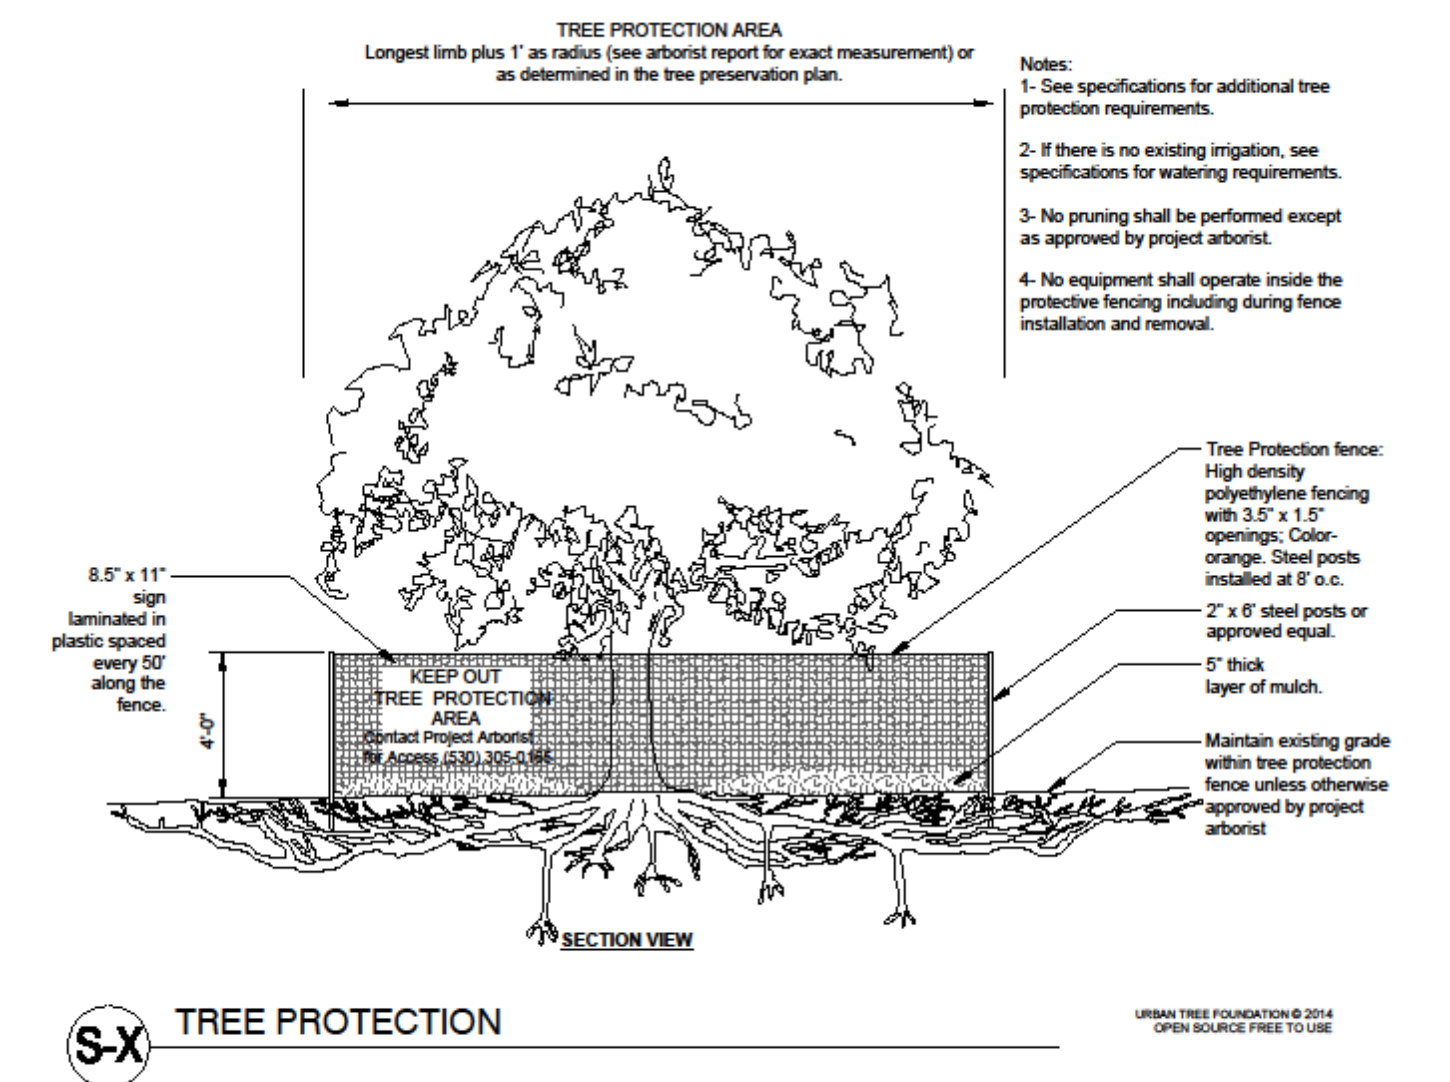 TREE PROTECTION AREA
Longest limb plus 1' as radius (see arborist report for exact measurement) or
as determined in the tree preservation plan.
Notes:
1- See specifications for additional tree
protection requirements.
2- If there is no existing irrigation, see
specifications for watering requirements.
3- No pruning shall be performed except
as approved by project arborist.
4- No equipment shall operate inside the
protective fencing including during fence
installation and removal.
Tree Protection fence:
High density
polyethylene fencing
with 3.5" x 1.5"
openings; Color-
orange. Steel posts
installed at 8' o.c.
2" x 6' steel posts or
approved equal.
5" thick
layer of mulch.
Maintain existing grade
within tree protection
fence unless otherwise
approved by project
arborist
8.5" x 11"
sign
laminated in
plastic spaced
every 50'
along the
fence.
4'-0"
KEEP OUT
TREE PROTECTION
AREA
Contact Project Arborist
for Access (530) 305-0165
SECTION VIEW
S-X
TREE PROTECTION
URBAN TREE FOUNDATION © 2014
OPEN SOURCE FREE TO USE